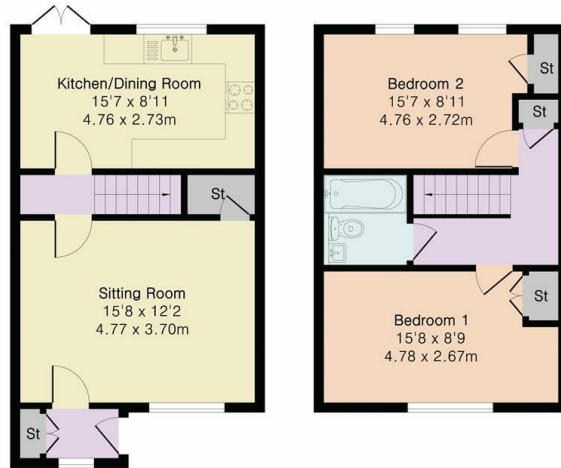 Kitchen/Dining Room
15'7 x 8'11
4.76 x 2.73m
St
Sitting Room
15'8 x 12'2
4.77 x 3.70m
St
Bedroom 2
15'7 x 8'11
4.76 x 2.72m
St
St
Bedroom 1
15'8 x 8'9
4.78 x 2.67m
St